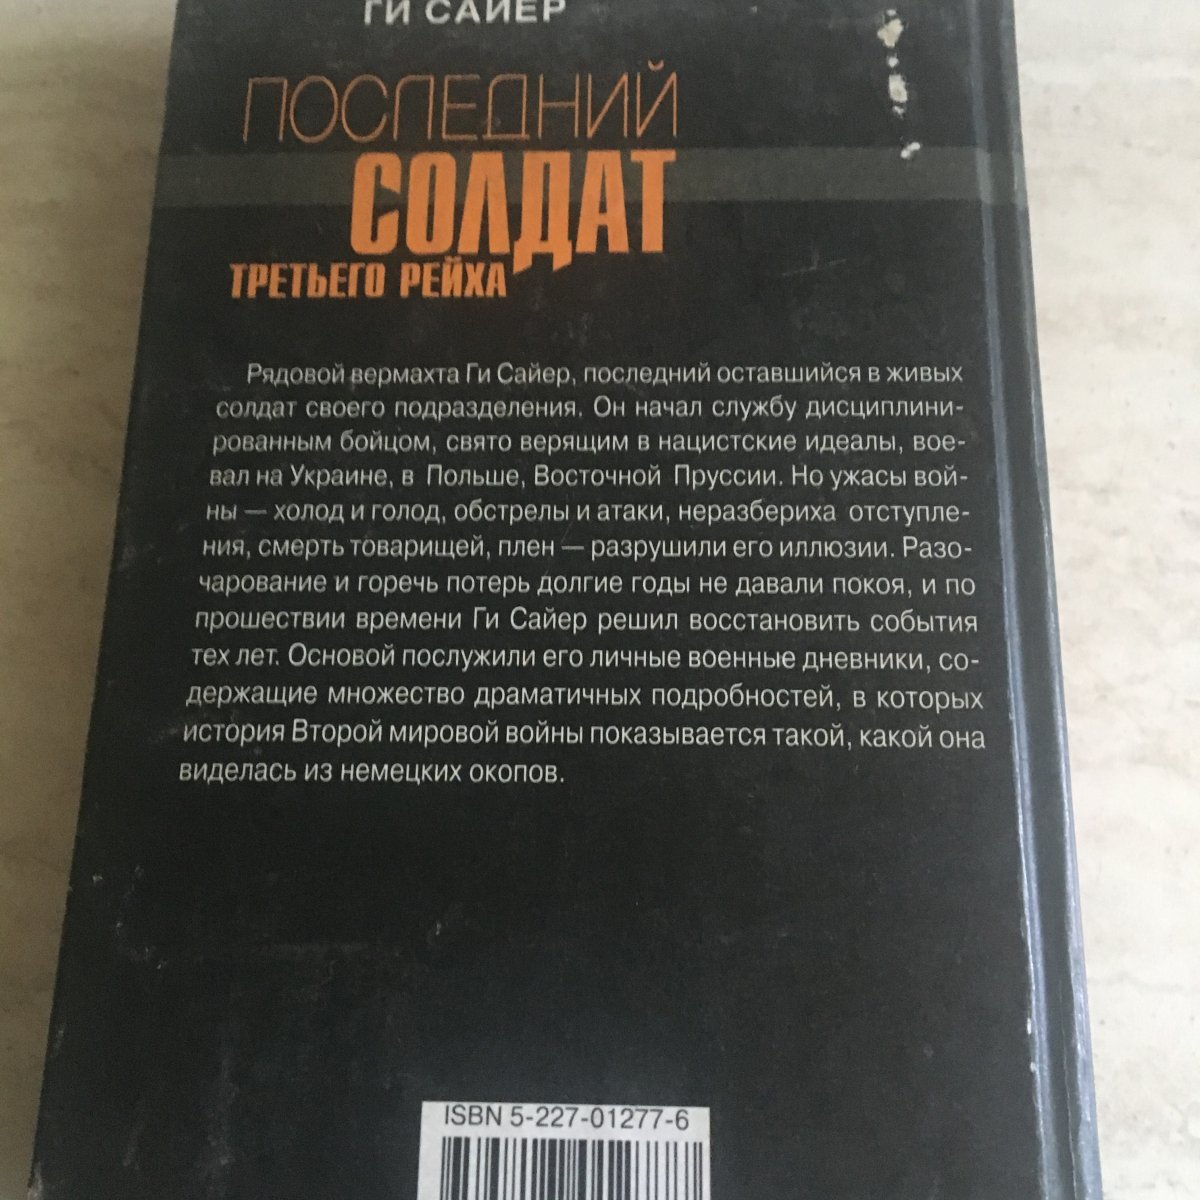 ГИ САЙЕР
ПОСЛЕДНИЙ
СОЛДАТ
ТРЕТЬЕГО РЕЙХА
Рядовой вермахта Ги Сайер, последний оставшийся в живых
солдат своего подразделения. Он начал службу дисциплини-
рованным бойцом, свято верящим в нацистские идеалы, вое-
вал на Украине, в Польше, Восточной Пруссии. Но ужасы вой-
ны — холод и голод, обстрелы и атаки, неразбериха отступле-
ния, смерть товарищей, плен — разрушили его иллюзии. Разо-
чарование и горечь потерь долгие годы не давали покоя, и по
прошествии времени Ги Сайер решил восстановить события
тех лет. Основой послужили его личные военные дневники, со-
держащие множество драматичных подробностей, в которых
история Второй мировой войны показывается такой, какой она
виделась из немецких окопов.
ISBN 5-227-01277-6